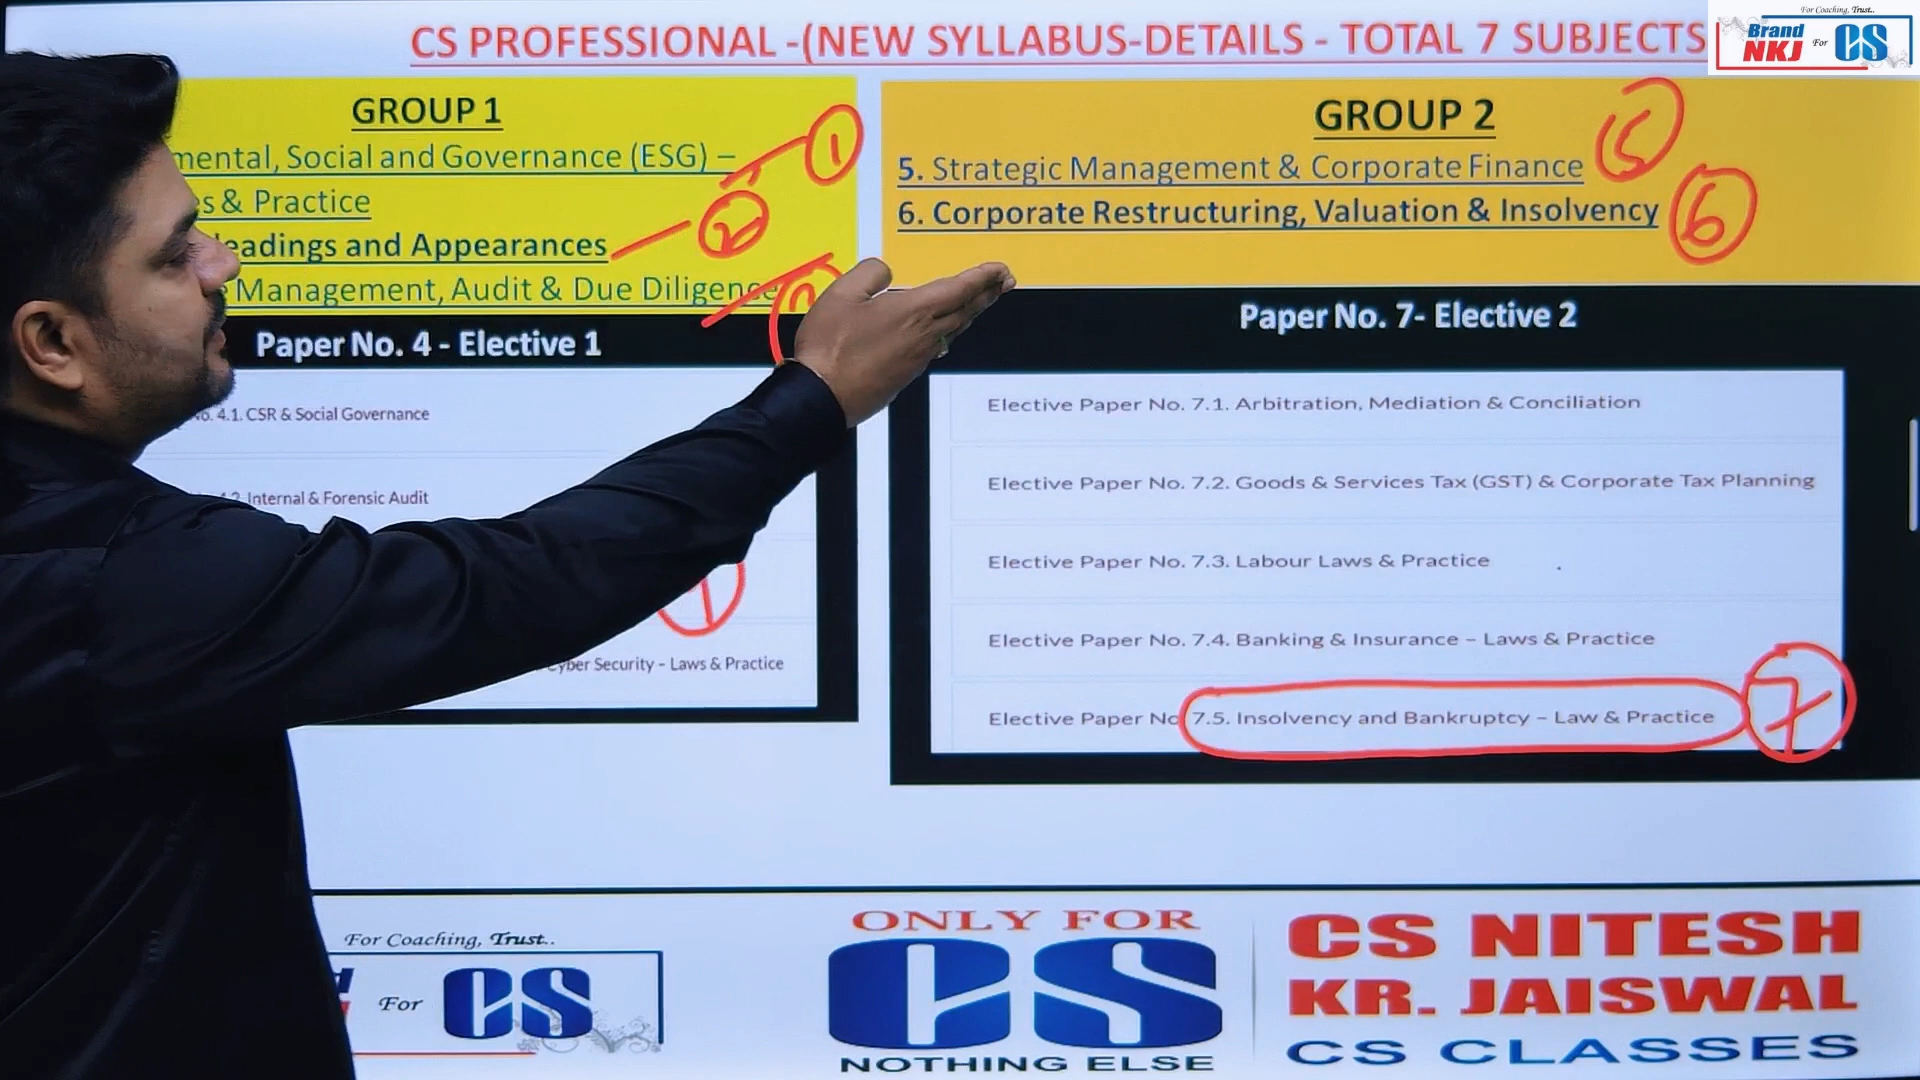 CS PROFESSIONAL -(NEW SYLLABUS-DETAILS - TOTAL 7 SUBJECTS
For Coaching, Trust..
Brand
NKJ For CS
GROUP 1
mental, Social and Governance (ESG) –
s & Practice
eadings and Appearances
Management, Audit & Due Diligence
1
2
Paper No. 4 - Elective 1
No. 4.1. CSR & Social Governance
4.2. Internal & Forensic Audit
Cyber Security – Laws & Practice
GROUP 2
5. Strategic Management & Corporate Finance
5
6. Corporate Restructuring, Valuation & Insolvency
6
Paper No. 7- Elective 2
Elective Paper No. 7.1. Arbitration, Mediation & Conciliation
Elective Paper No. 7.2. Goods & Services Tax (GST) & Corporate Tax Planning
Elective Paper No. 7.3. Labour Laws & Practice
Elective Paper No. 7.4. Banking & Insurance – Laws & Practice
Elective Paper No 7.5. Insolvency and Bankruptcy – Law & Practice
7
For Coaching, Trust..
For CS
ONLY FOR
CS
NOTHING ELSE
CS NITESH
KR. JAISWAL
CS CLASSES